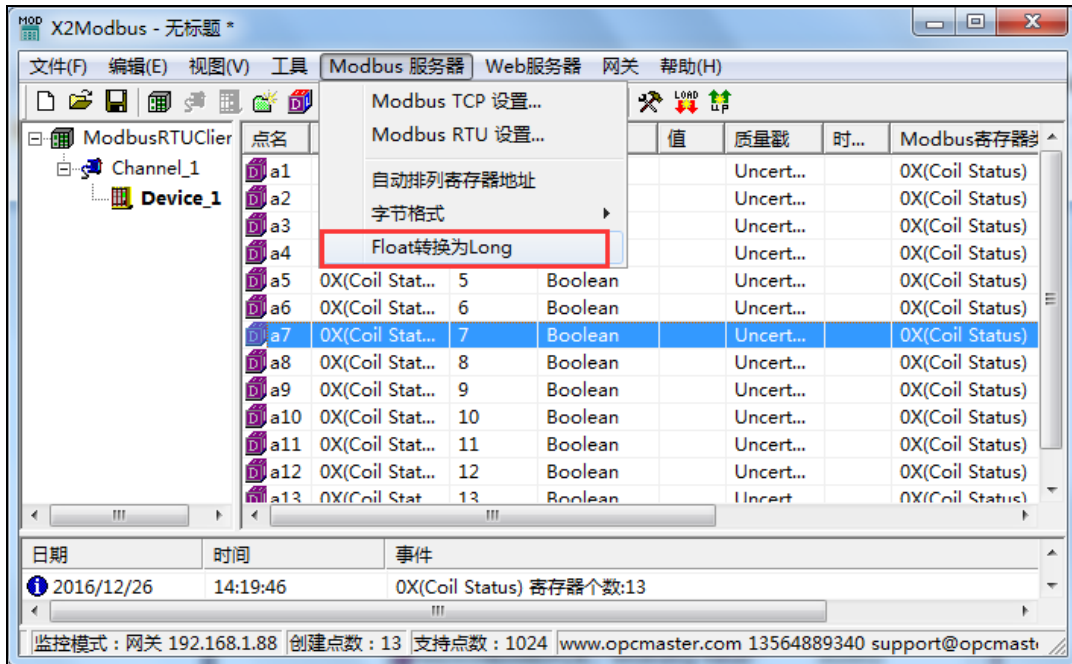 X2Modbus - 无标题 *
文件(F) 编辑(E) 视图(V) 工具 Modbus 服务器 Web服务器 网关 帮助(H)
Modbus TCP 设置...
Modbus RTU 设置...
自动排列寄存器地址
字节格式
Float转换为Long
ModbusRTUClier
Channel_1
Device_1
点名 值 质量戳 时... Modbus寄存器类
a1 Uncert... 0X(Coil Status)
a2 Uncert... 0X(Coil Status)
a3 Uncert... 0X(Coil Status)
a4 Uncert... 0X(Coil Status)
a5 0X(Coil Stat... 5 Boolean Uncert... 0X(Coil Status)
a6 0X(Coil Stat... 6 Boolean Uncert... 0X(Coil Status)
a7 0X(Coil Stat... 7 Boolean Uncert... 0X(Coil Status)
a8 0X(Coil Stat... 8 Boolean Uncert... 0X(Coil Status)
a9 0X(Coil Stat... 9 Boolean Uncert... 0X(Coil Status)
a10 0X(Coil Stat... 10 Boolean Uncert... 0X(Coil Status)
a11 0X(Coil Stat... 11 Boolean Uncert... 0X(Coil Status)
a12 0X(Coil Stat... 12 Boolean Uncert... 0X(Coil Status)
a13 0X(Coil Stat 13 Boolean Uncert 0X(Coil Status)
日期 时间 事件
2016/12/26 14:19:46 0X(Coil Status) 寄存器个数:13
监控模式：网关 192.168.1.88 创建点数：13 支持点数：1024 www.opcmaster.com 13564889340 support@opcmast